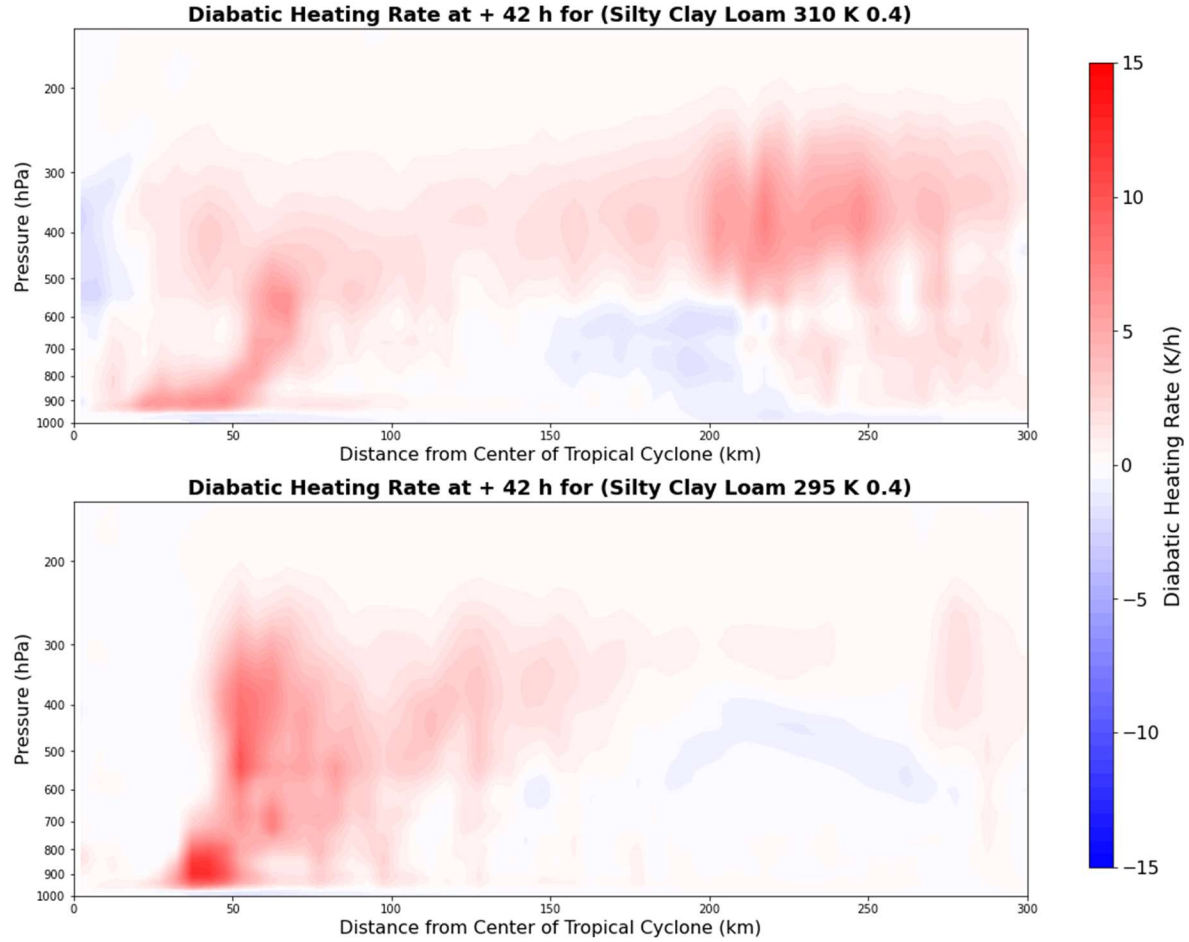 Diabatic Heating Rate at + 42 h for (Silty Clay Loam 310 K 0.4)
200
300
400
500
600
700
800
900
1000
Pressure (hPa)
0 50 100 150 200 250 300
Distance from Center of Tropical Cyclone (km)
Diabatic Heating Rate at + 42 h for (Silty Clay Loam 295 K 0.4)
200
300
400
500
600
700
800
900
1000
Pressure (hPa)
0 50 100 150 200 250 300
Distance from Center of Tropical Cyclone (km)
15
10
5
0
−5
−10
−15
Diabatic Heating Rate (K/h)